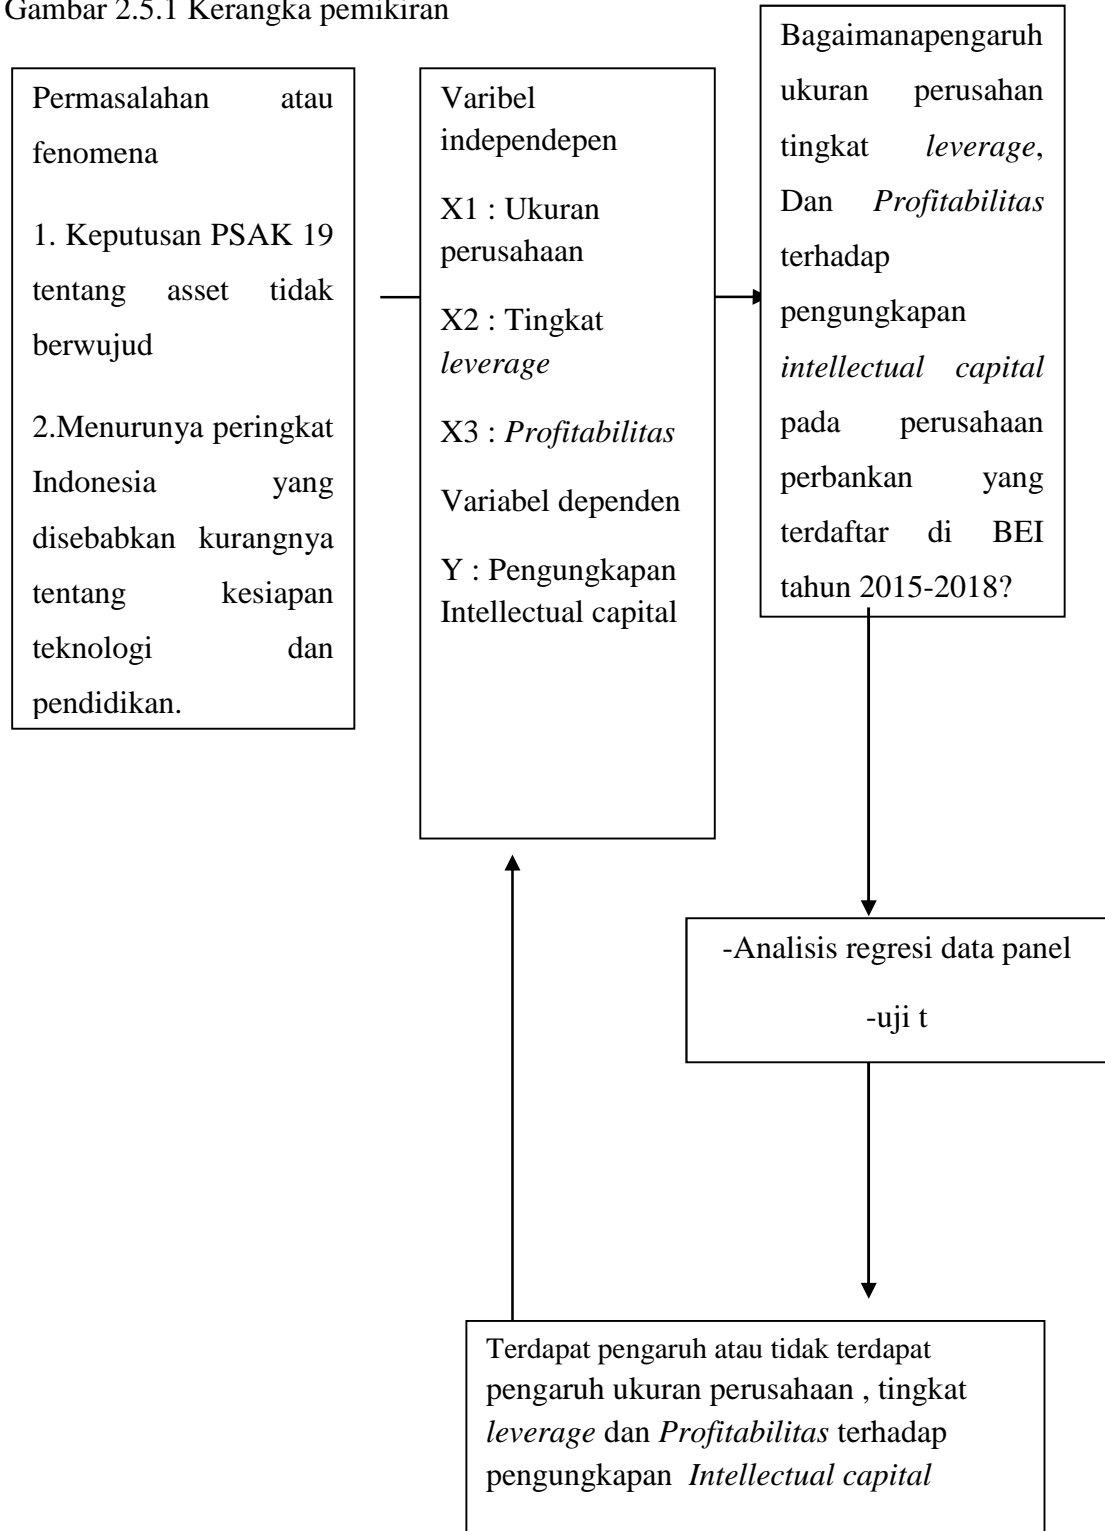 Gambar 2.5.1 Kerangka pemikiran
Permasalahan atau
fenomena
1. Keputusan PSAK 19
tentang asset tidak
berwujud
2.Menurunya peringkat
Indonesia yang
disebabkan kurangnya
tentang kesiapan
teknologi dan
pendidikan.
Varibel
independepen
X1 : Ukuran
perusahaan
X2 : Tingkat
leverage
X3 : Profitabilitas
Variabel dependen
Y : Pengungkapan
Intellectual capital
Bagaimanapengaruh
ukuran perusahan
tingkat leverage,
Dan Profitabilitas
terhadap
pengungkapan
intellectual capital
pada perusahaan
perbankan yang
terdaftar di BEI
tahun 2015-2018?
-Analisis regresi data panel
-uji t
Terdapat pengaruh atau tidak terdapat
pengaruh ukuran perusahaan , tingkat
leverage dan Profitabilitas terhadap
pengungkapan Intellectual capital